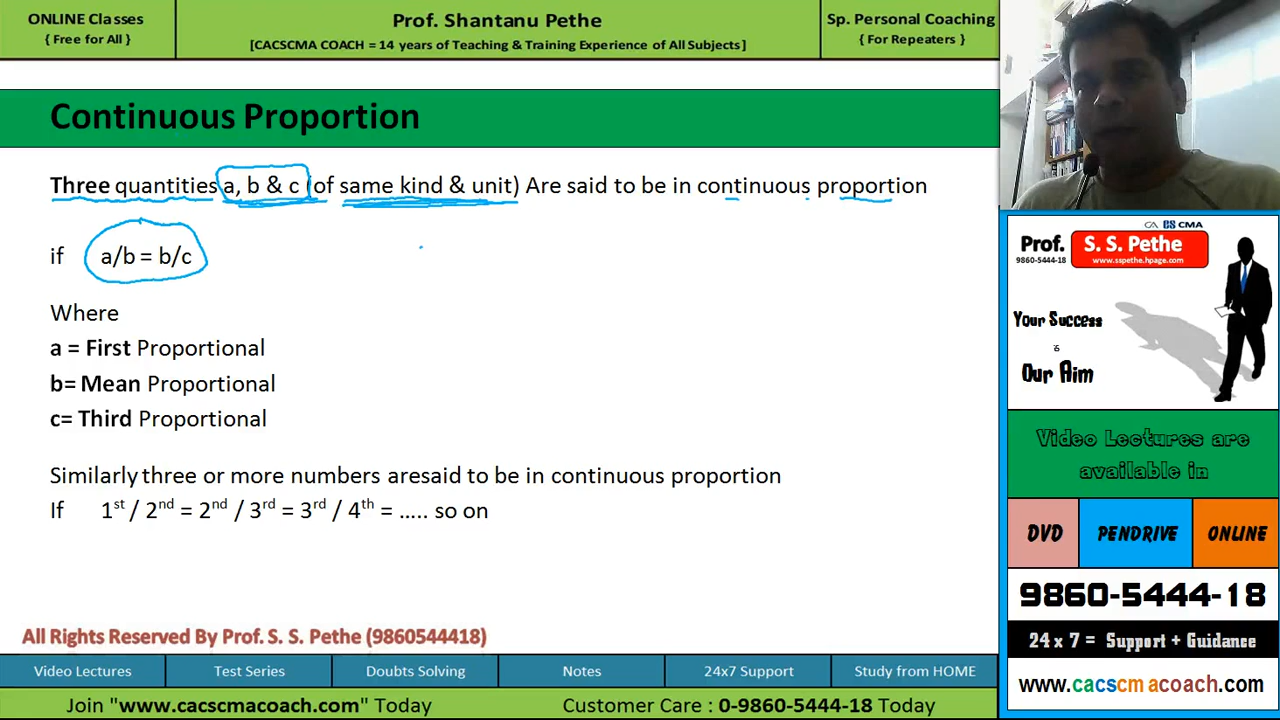 ONLINE Classes
{ Free for All }
Prof. Shantanu Pethe
[CACSCMA COACH = 14 years of Teaching & Training Experience of All Subjects]
Sp. Personal Coaching
{ For Repeaters }
Continuous Proportion
Three quantities a, b & c (of same kind & unit) Are said to be in continuous proportion
if a/b = b/c
Where
a = First Proportional
b= Mean Proportional
c= Third Proportional
Similarly three or more numbers aresaid to be in continuous proportion
If 1st / 2nd = 2nd / 3rd = 3rd / 4th = ..... so on
All Rights Reserved By Prof. S. S. Pethe (9860544418)
Video Lectures
Test Series
Doubts Solving
Notes
24x7 Support
Study from HOME
Join "www.cacscmacoach.com" Today
Customer Care : 0-9860-5444-18 Today
CA CS CMA
Prof. S. S. Pethe
9860-5444-18 www.sspethe.hpage.com
Your Success
is
Our Aim
Video Lectures are
available in
DVD
PENDRIVE
ONLINE
9860-5444-18
24 x 7 = Support + Guidance
www.cacscmacoach.com